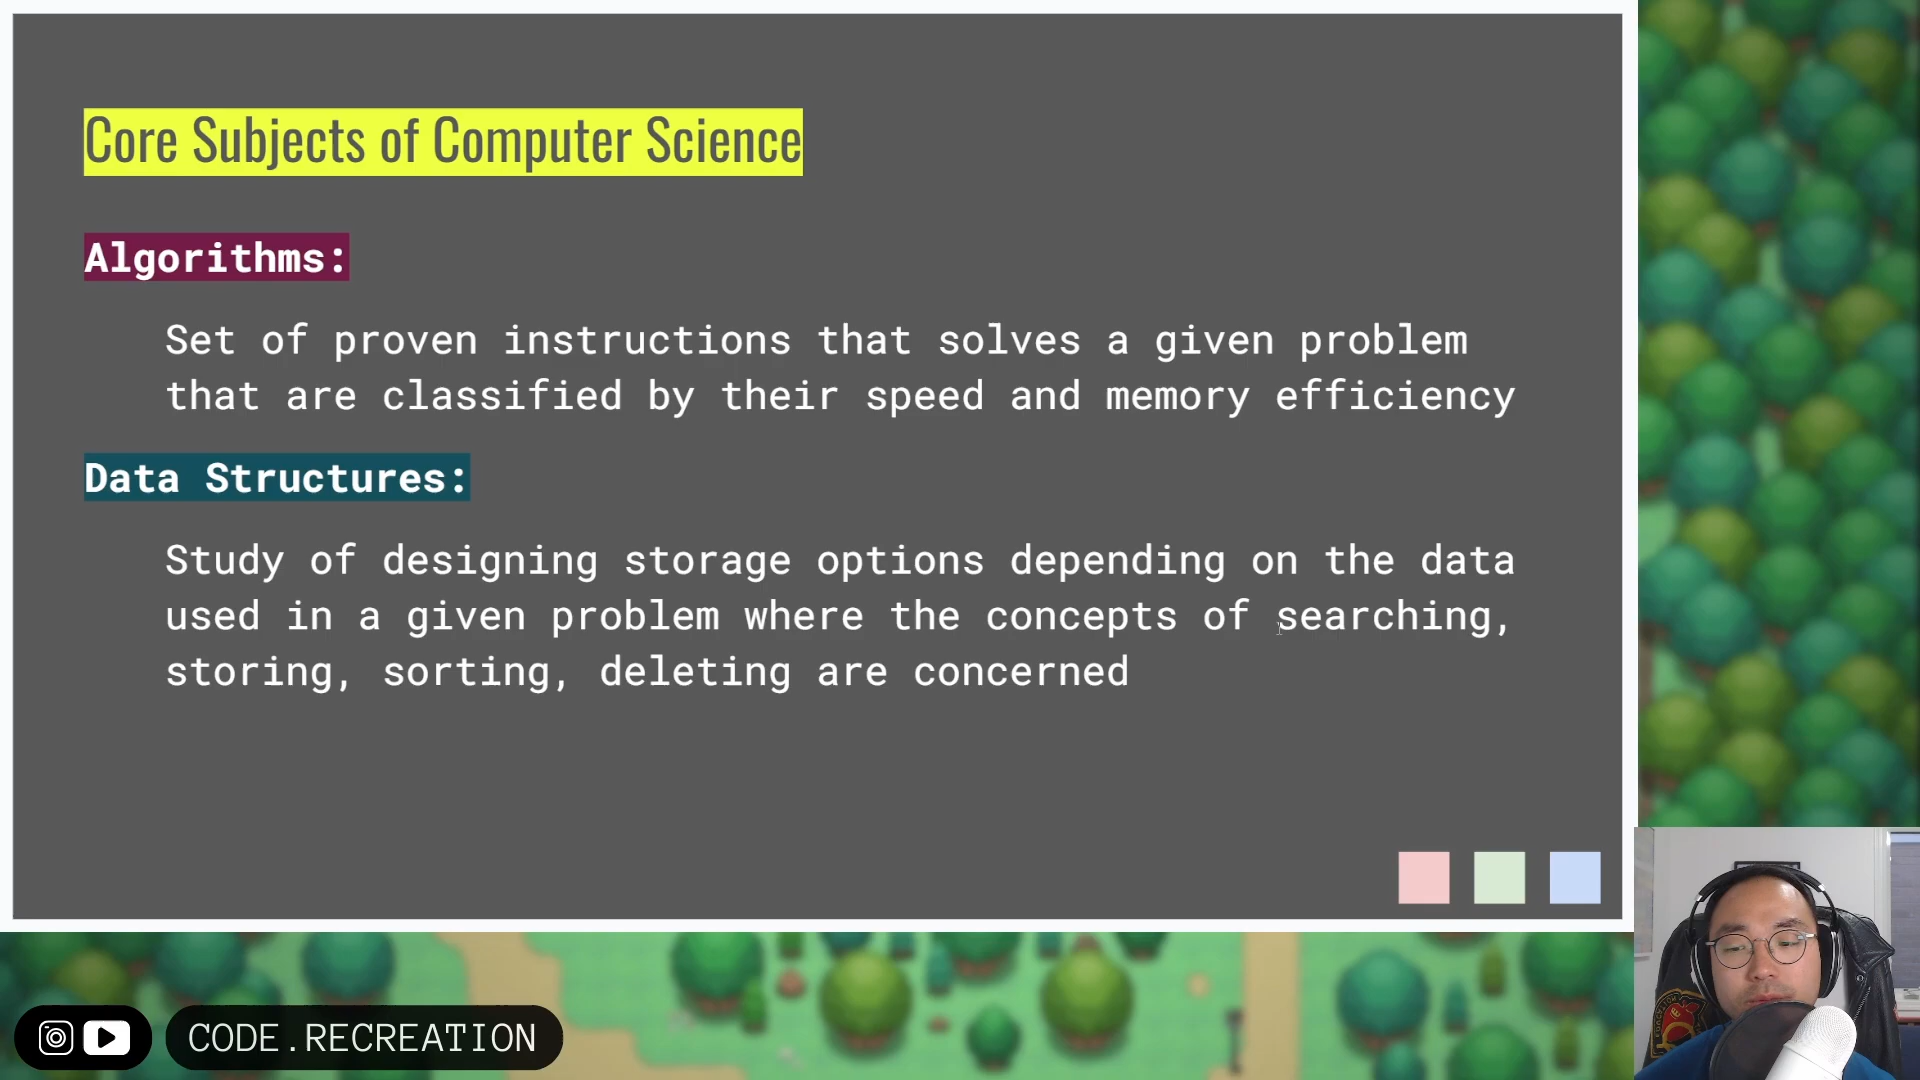 Core Subjects of Computer Science
Algorithms:
Set of proven instructions that solves a given problem
that are classified by their speed and memory efficiency
Data Structures:
Study of designing storage options depending on the data
used in a given problem where the concepts of searching,
storing, sorting, deleting are concerned
CODE.RECREATION